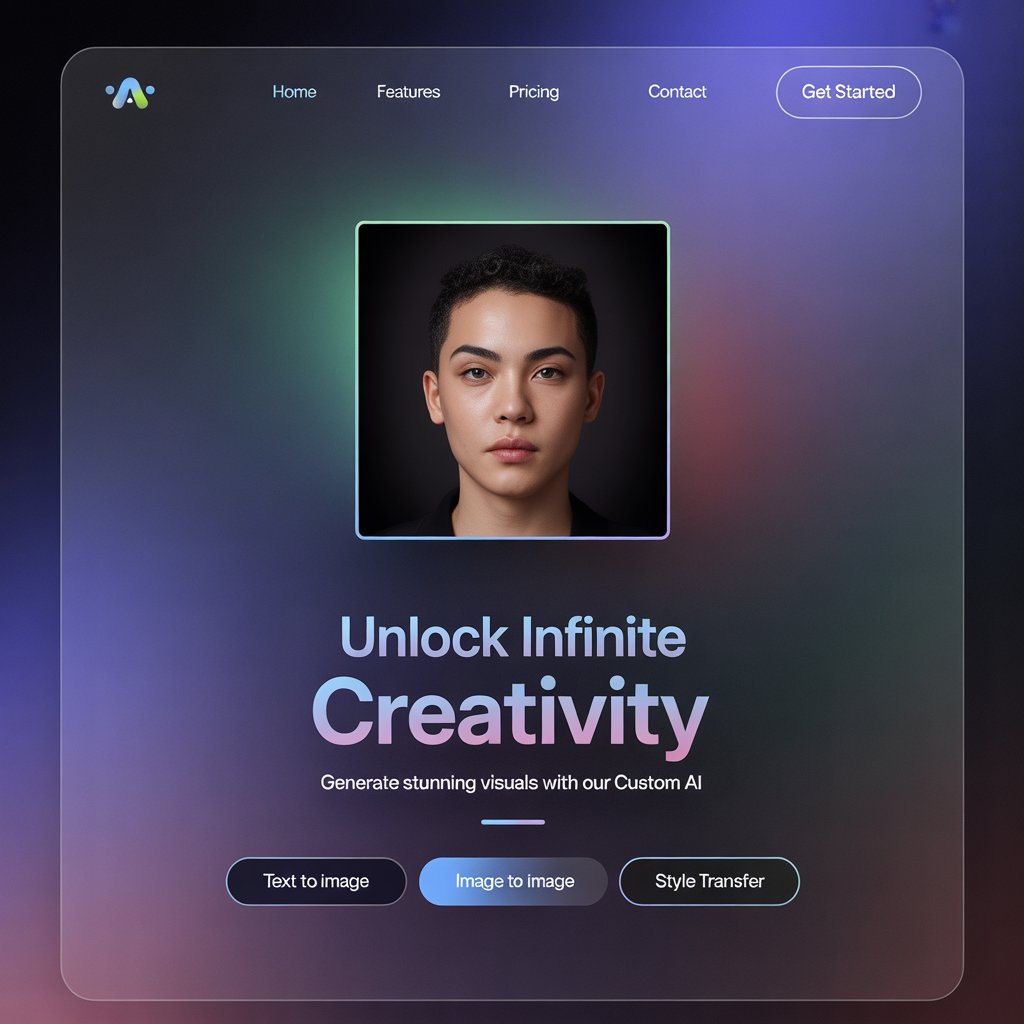 Home
Features
Pricing
Contact
Get Started
Unlock Infinite
Creativity
Generate stunning visuals with our Custom AI
Text to image
Image to image
Style Transfer